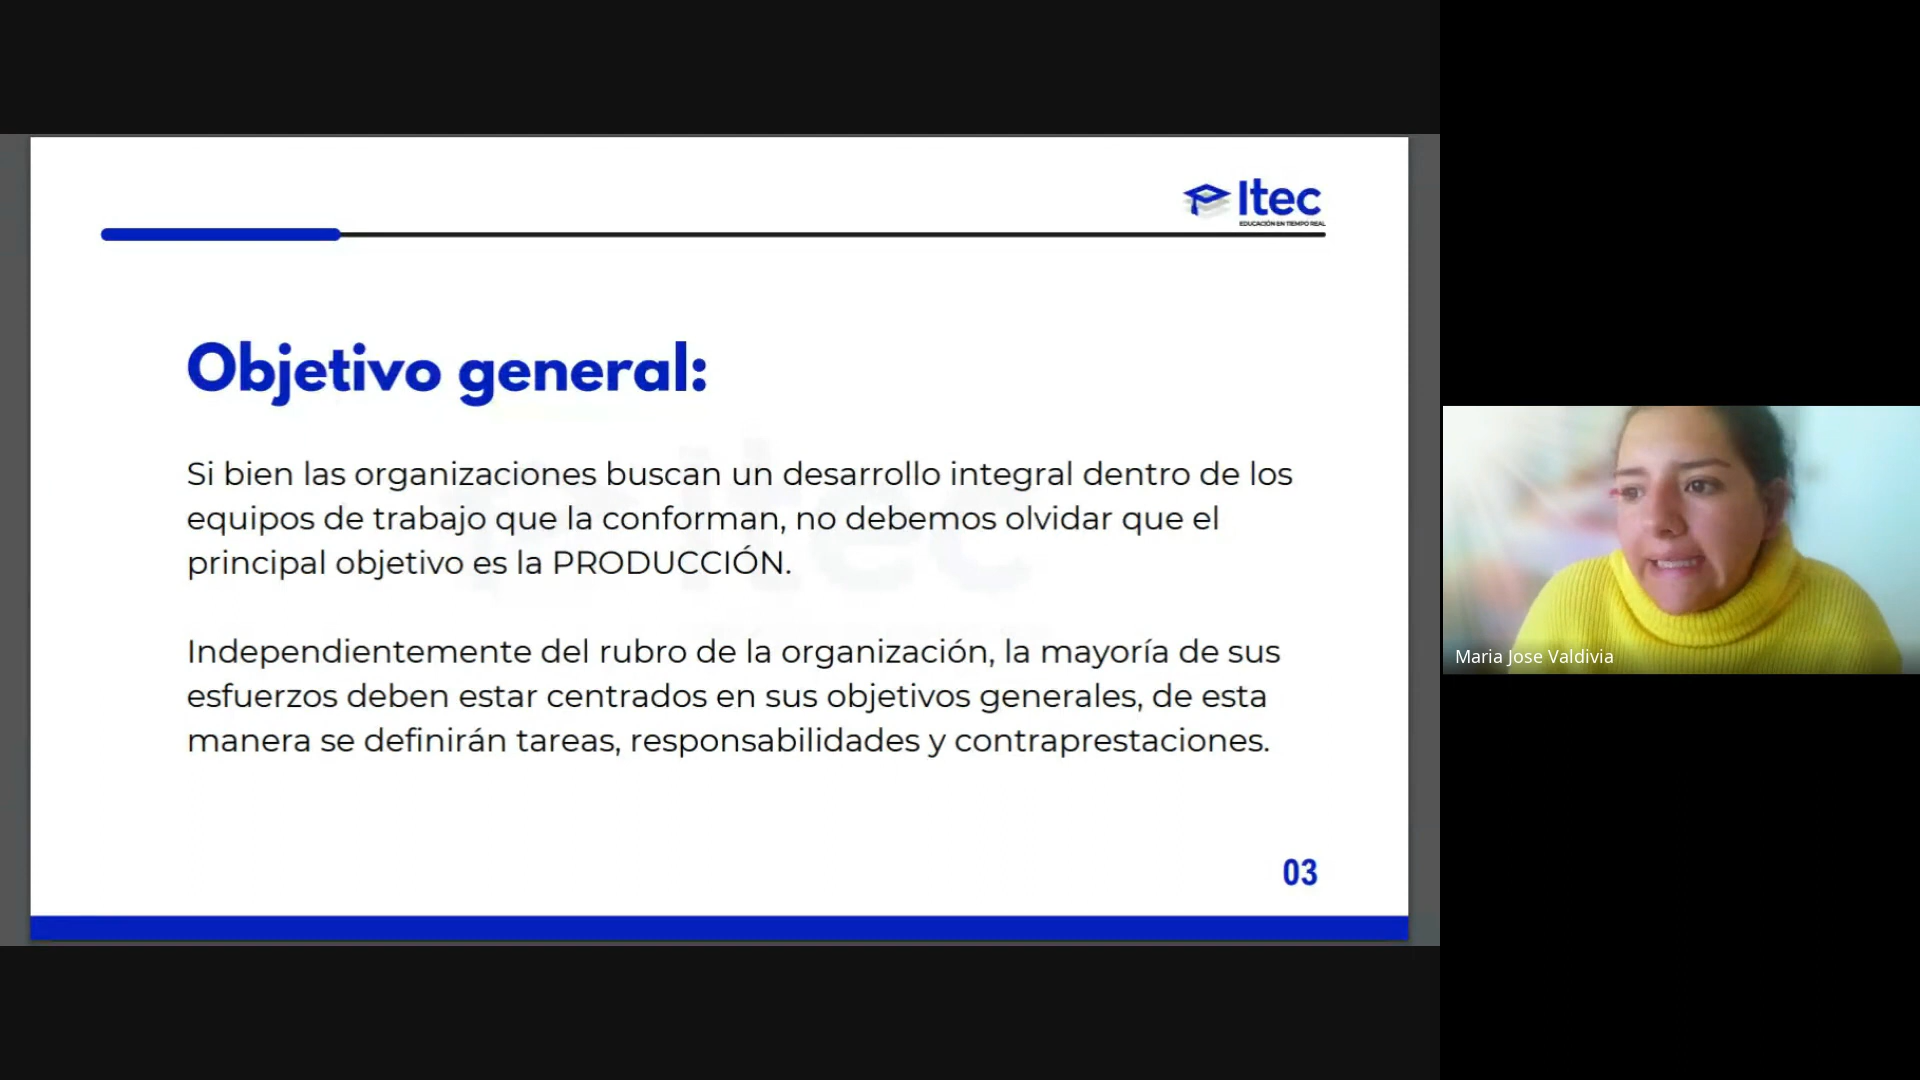 Itec
EDUCACIÓN EN TIEMPO REAL
Objetivo general:
Si bien las organizaciones buscan un desarrollo integral dentro de los
equipos de trabajo que la conforman, no debemos olvidar que el
principal objetivo es la PRODUCCIÓN.
Independientemente del rubro de la organización, la mayoría de sus
esfuerzos deben estar centrados en sus objetivos generales, de esta
manera se definirán tareas, responsabilidades y contraprestaciones.
03
Maria Jose Valdivia